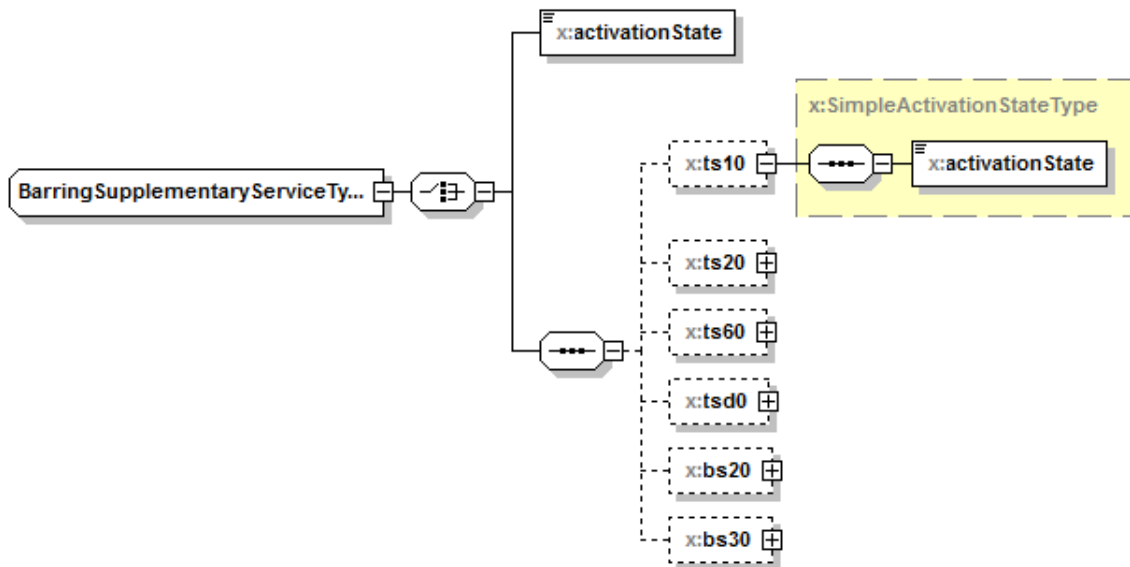 x:activationState
x:SimpleActivationStateType
x:ts10
x:activationState
BarringSupplementaryServiceTy...
x:ts20
x:ts60
x:tsd0
x:bs20
x:bs30